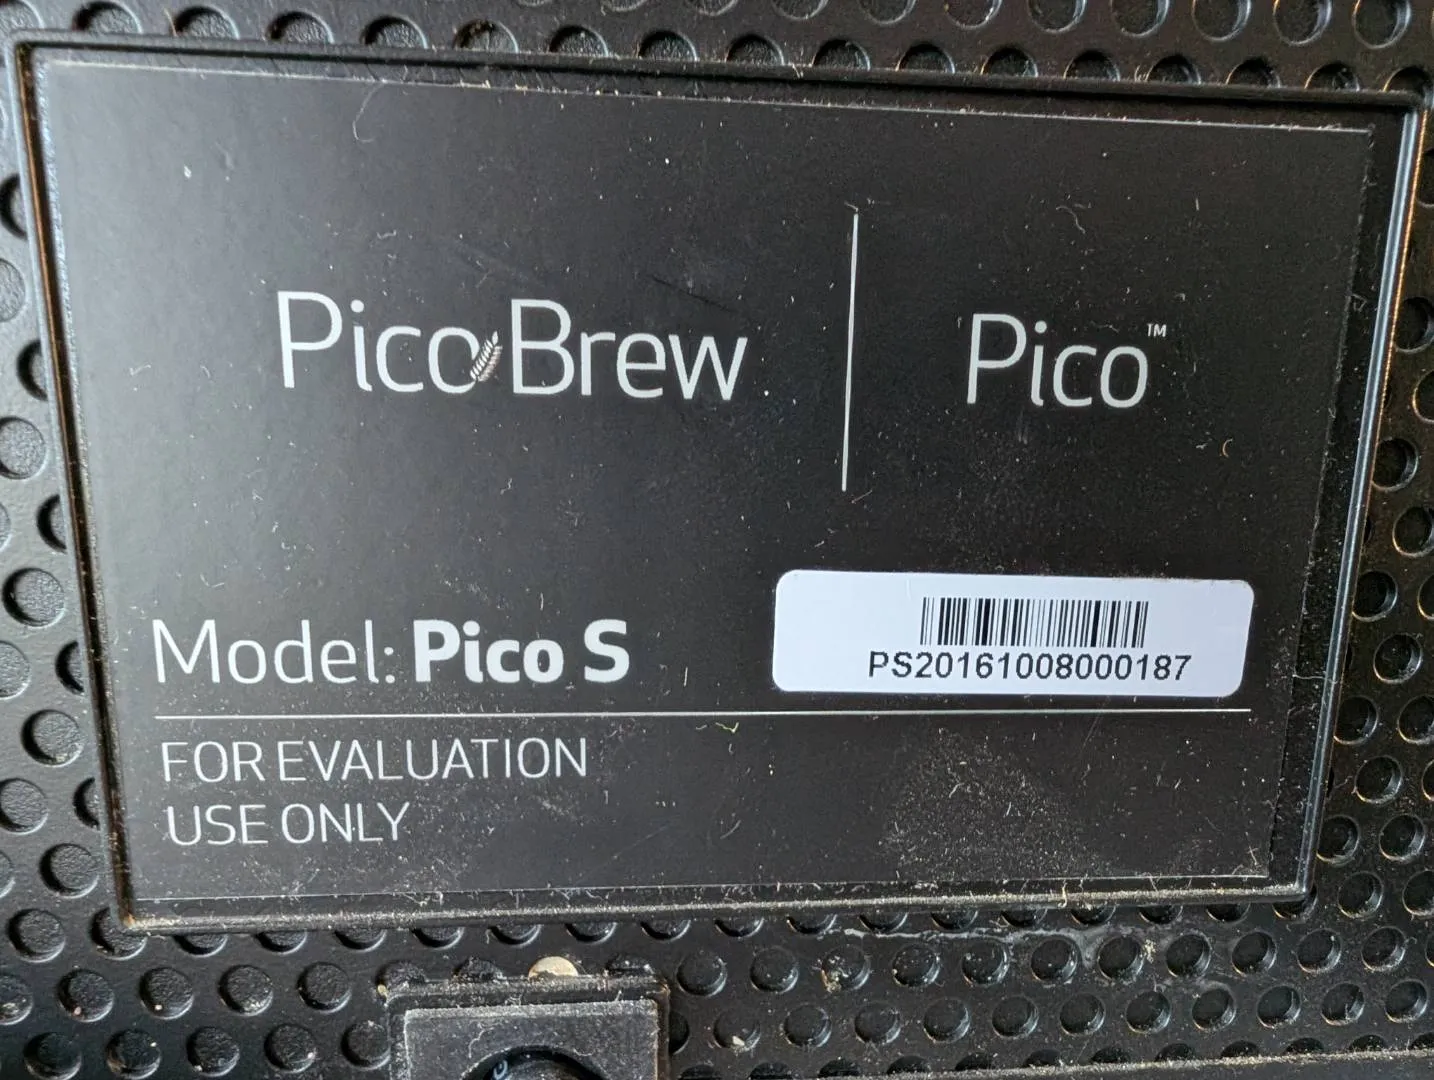 PicoBrew
Pico™
Model: Pico S
PS20161008000187
FOR EVALUATION
USE ONLY